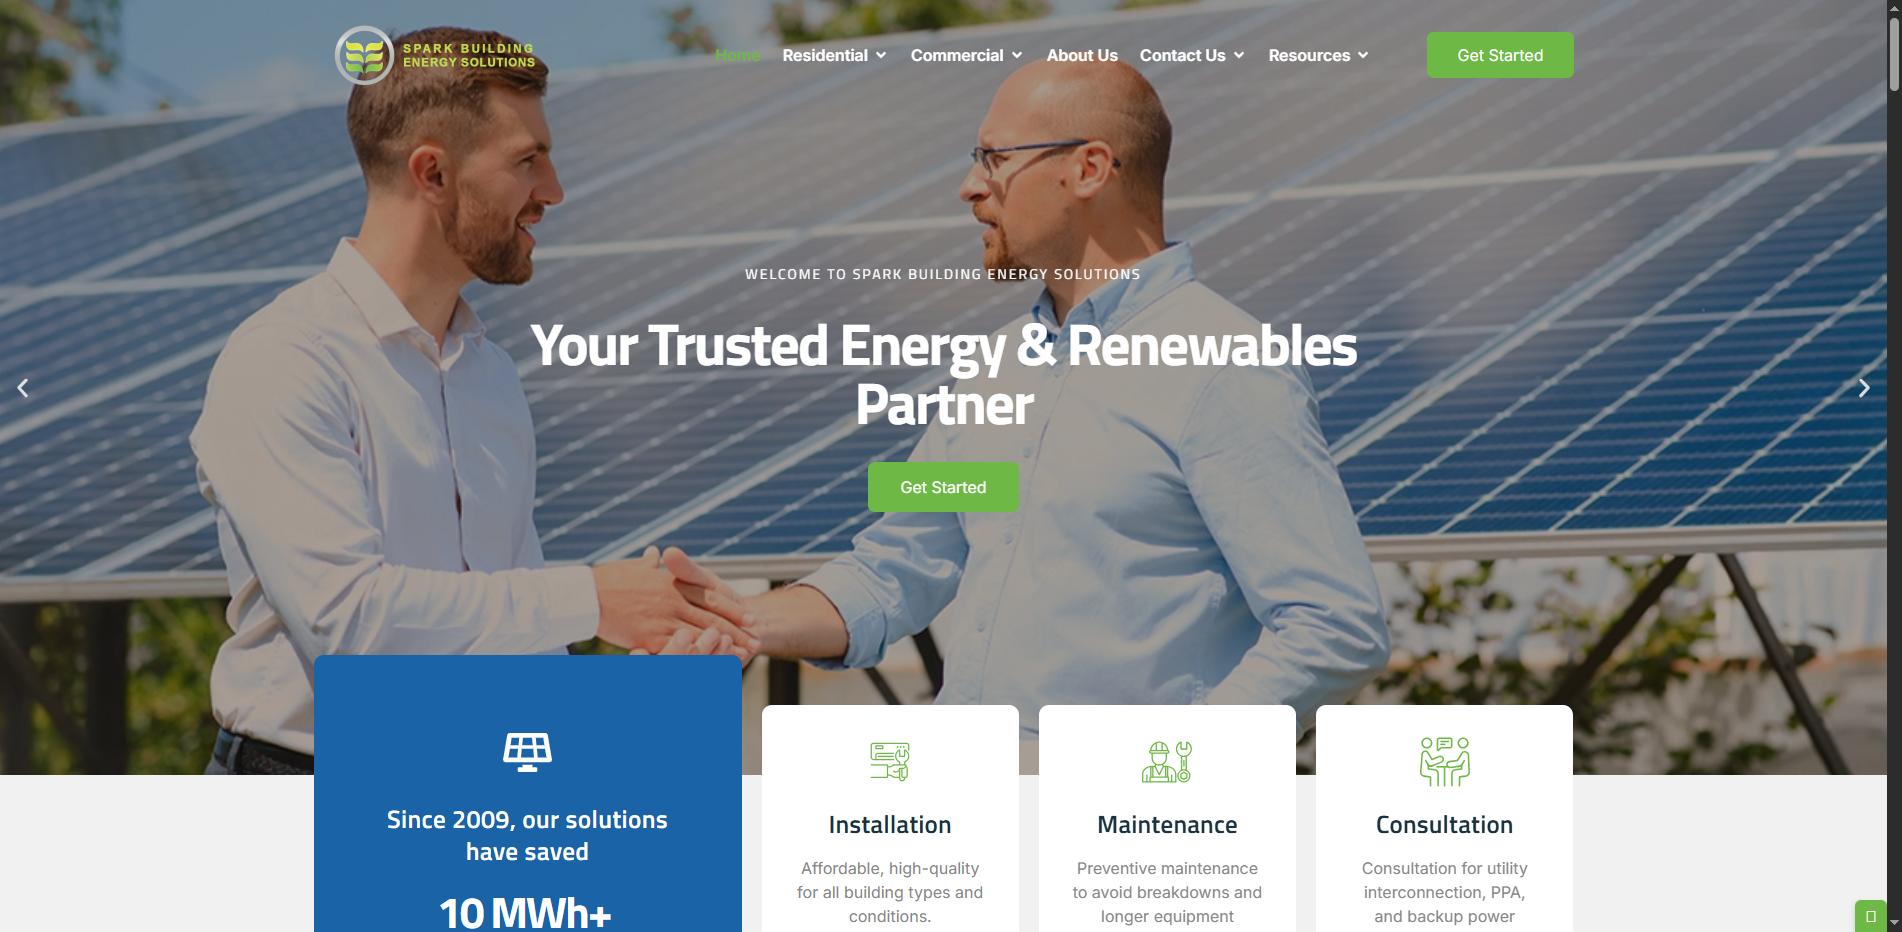 SPARK BUILDING
ENERGY SOLUTIONS
Home
Residential
Commercial
About Us
Contact Us
Resources
Get Started
WELCOME TO SPARK BUILDING ENERGY SOLUTIONS
Your Trusted Energy & Renewables
Partner
Get Started
Since 2009, our solutions
have saved
10 MWh+
Installation
Affordable, high-quality
for all building types and
conditions.
Maintenance
Preventive maintenance
to avoid breakdowns and
longer equipment
Consultation
Consultation for utility
interconnection, PPA,
and backup power